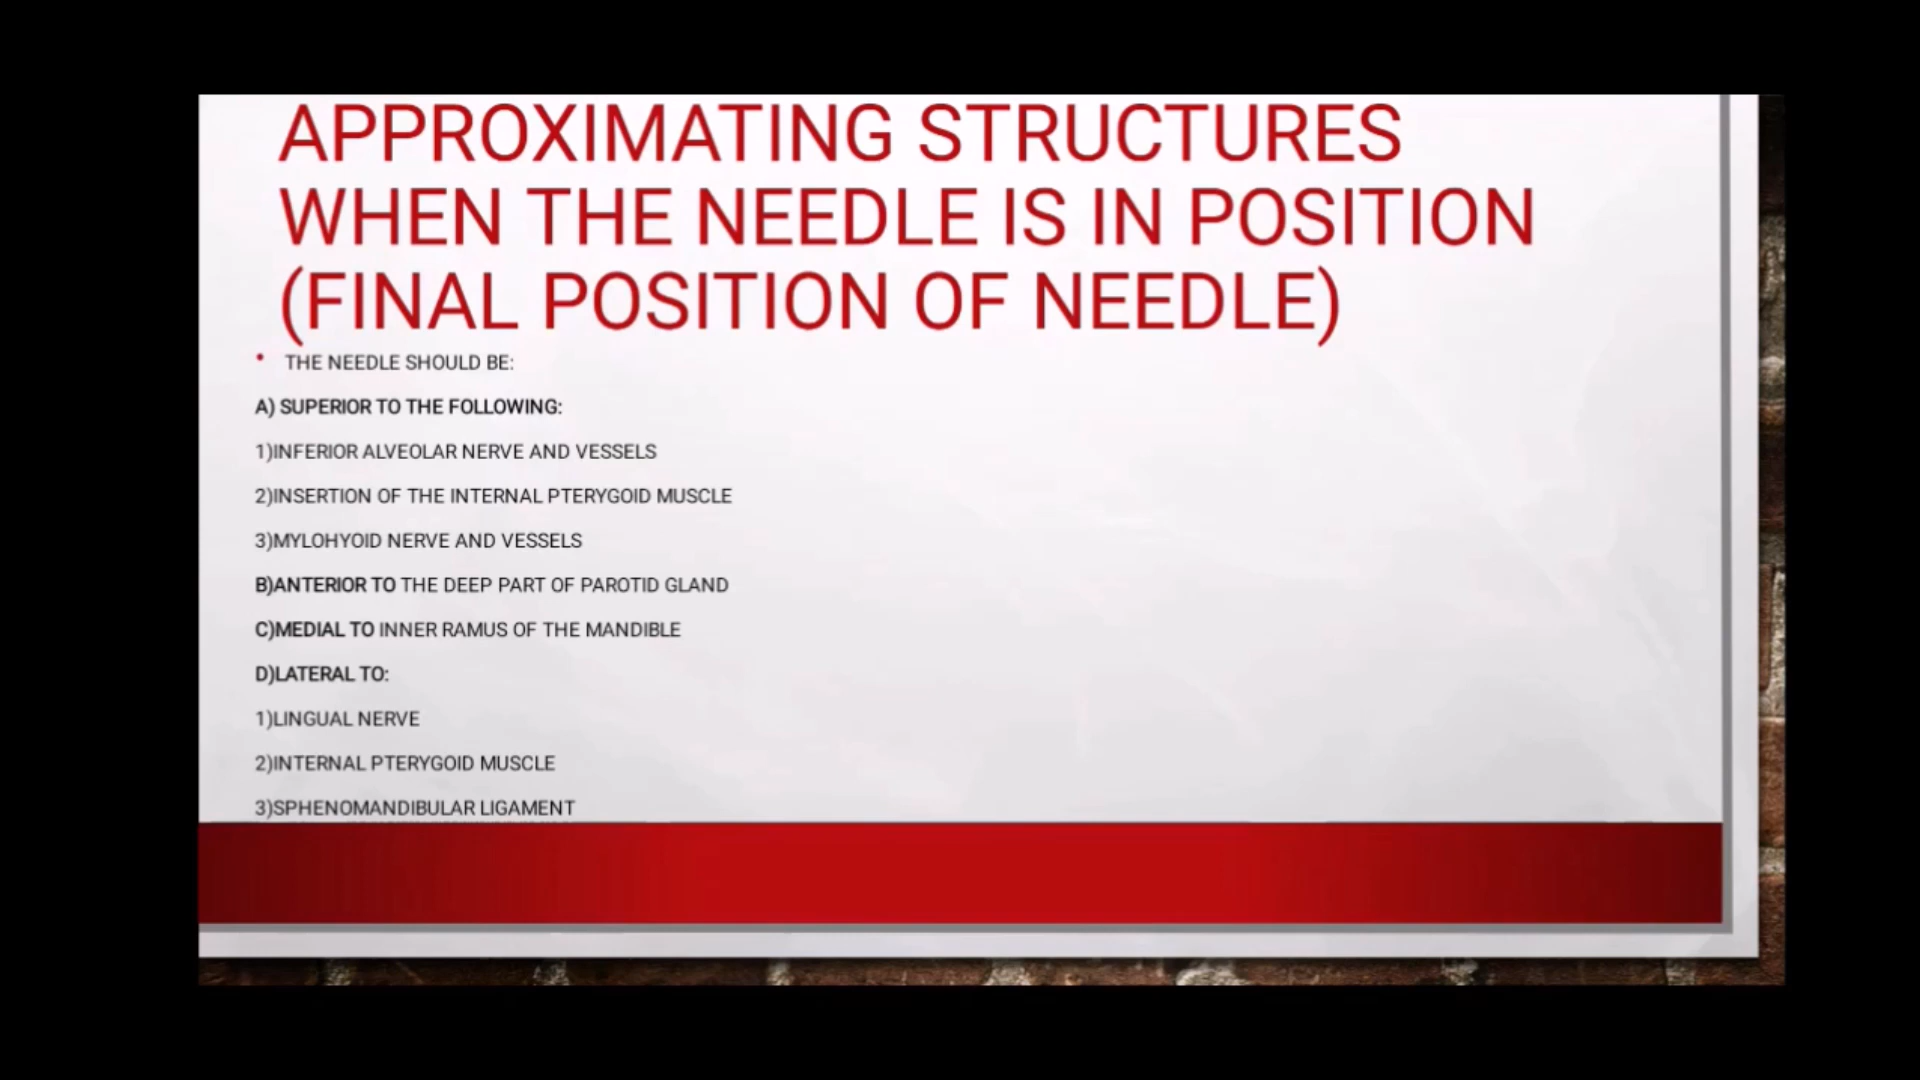 APPROXIMATING STRUCTURES
WHEN THE NEEDLE IS IN POSITION
(FINAL POSITION OF NEEDLE)
• THE NEEDLE SHOULD BE:
A) SUPERIOR TO THE FOLLOWING:
1)INFERIOR ALVEOLAR NERVE AND VESSELS
2)INSERTION OF THE INTERNAL PTERYGOID MUSCLE
3)MYLOHYOID NERVE AND VESSELS
B)ANTERIOR TO THE DEEP PART OF PAROTID GLAND
C)MEDIAL TO INNER RAMUS OF THE MANDIBLE
D)LATERAL TO:
1)LINGUAL NERVE
2)INTERNAL PTERYGOID MUSCLE
3)SPHENOMANDIBULAR LIGAMENT